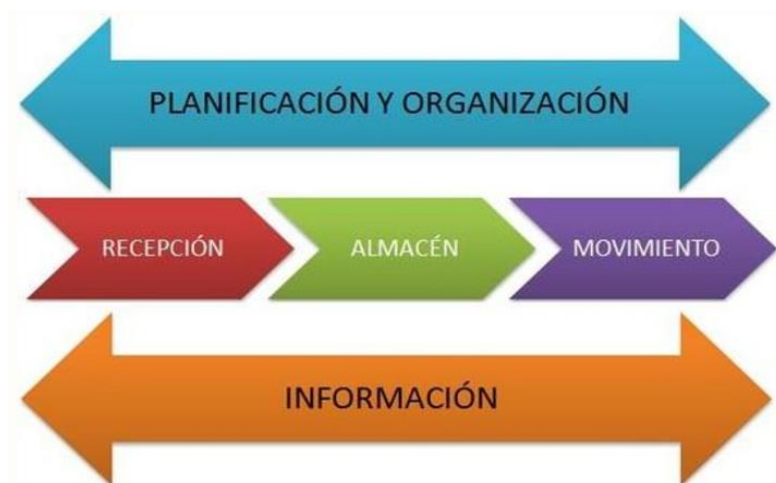 PLANIFICACIÓN Y ORGANIZACIÓN
RECEPCIÓN
ALMACÉN
MOVIMIENTO
INFORMACIÓN